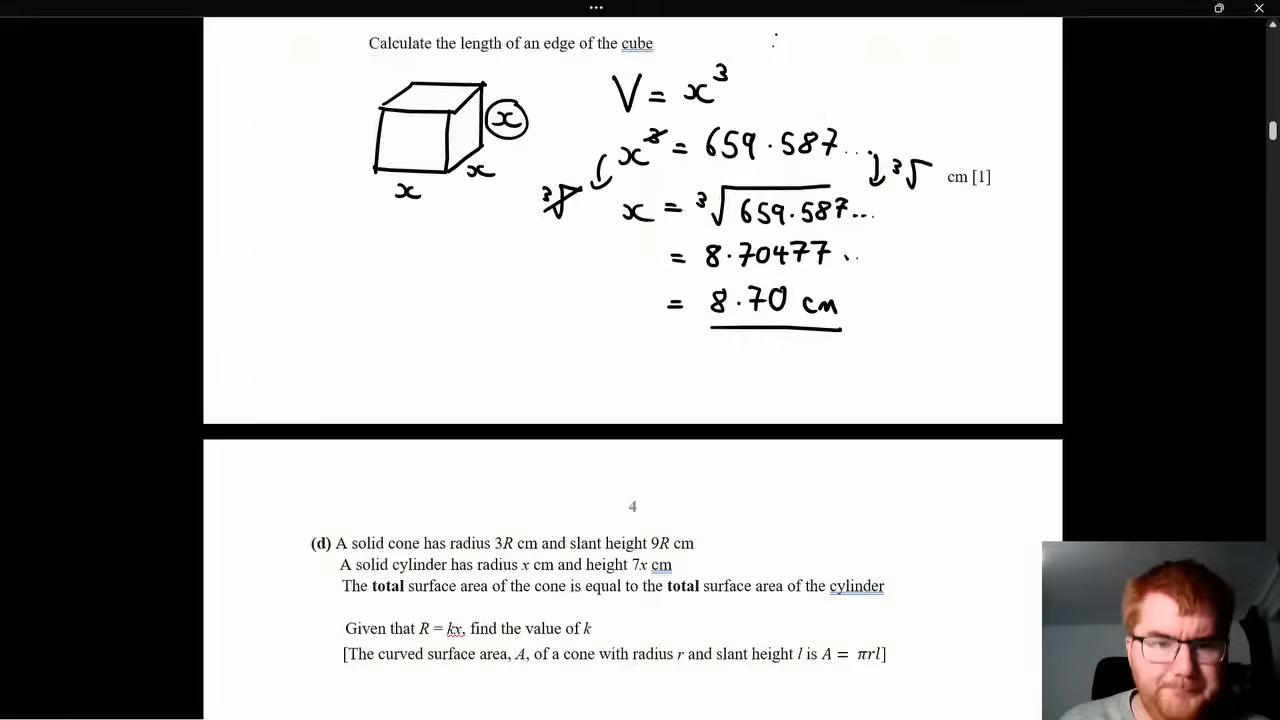 Calculate the length of an edge of the cube
V = x³
x
x³ = 659.587...
³√
cm [1]
x
x
³√
x = ³√659.587...
= 8.70477...
= 8.70 cm
4
(d) A solid cone has radius 3R cm and slant height 9R cm
A solid cylinder has radius x cm and height 7x cm
The total surface area of the cone is equal to the total surface area of the cylinder
Given that R = kx, find the value of k
[The curved surface area, A, of a cone with radius r and slant height l is A = πrl]